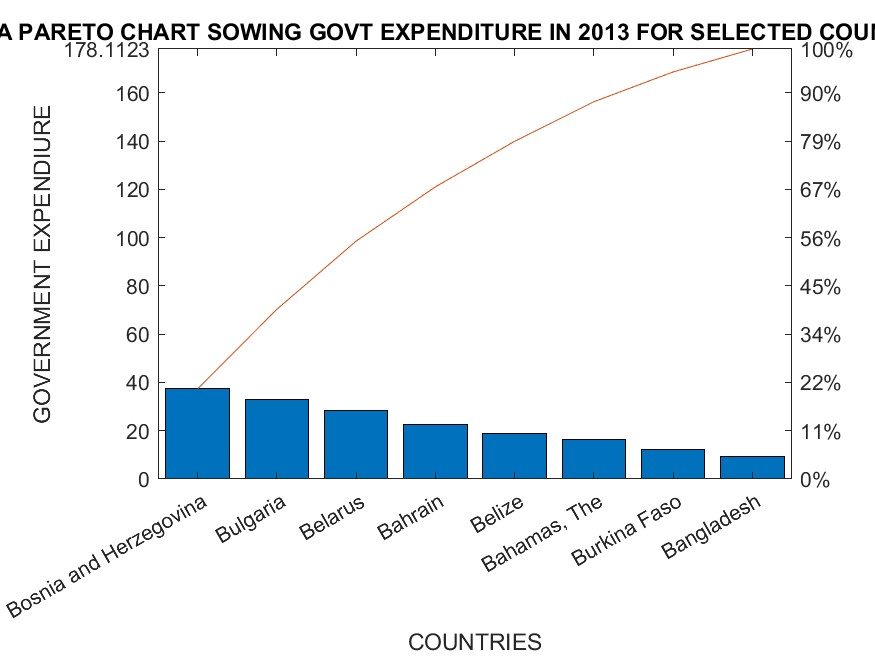 A PARETO CHART SOWING GOVT EXPENDITURE IN 2013 FOR SELECTED COUN
178.1123
160
140
120
100
80
60
40
20
0
GOVERNMENT EXPENDIURE
100%
90%
79%
67%
56%
45%
34%
22%
11%
0%
Bosnia and Herzegovina
Bulgaria
Belarus
Bahrain
Belize
Bahamas, The
Burkina Faso
Bangladesh
COUNTRIES